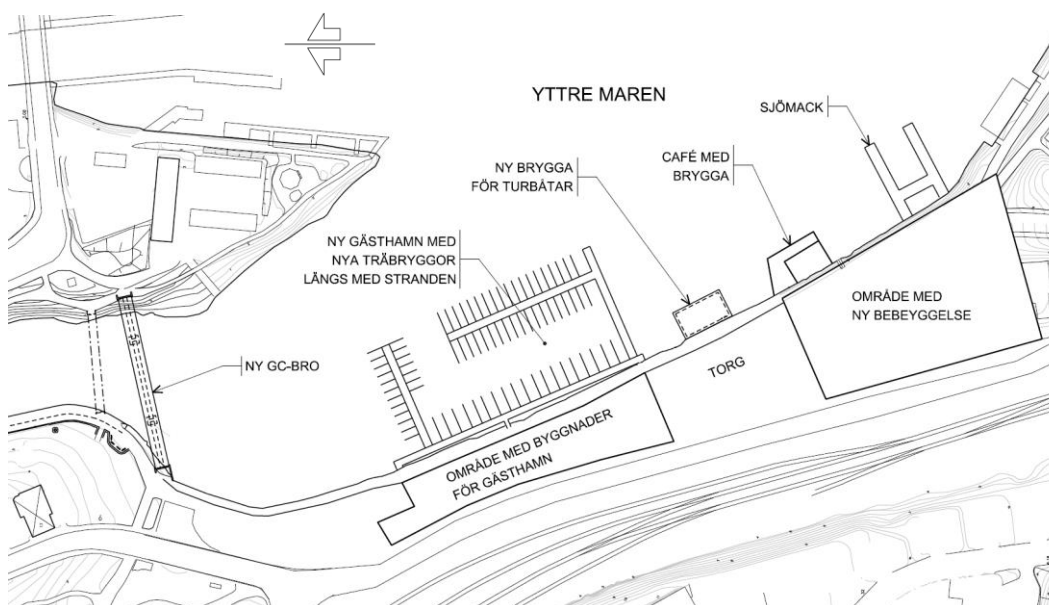 YTTRE MAREN
SJÖMACK
CAFÉ MED
BRYGGA
NY BRYGGA
FÖR TURBÅTAR
NY GÄSTHAMN MED
NYA TRÄBRYGGOR
LÄNGS MED STRANDEN
OMRÅDE MED
NY BEBEYGGELSE
NY GC-BRO
TORG
OMRÅDE MED BYGGNADER
FÖR GÄSTHAMN